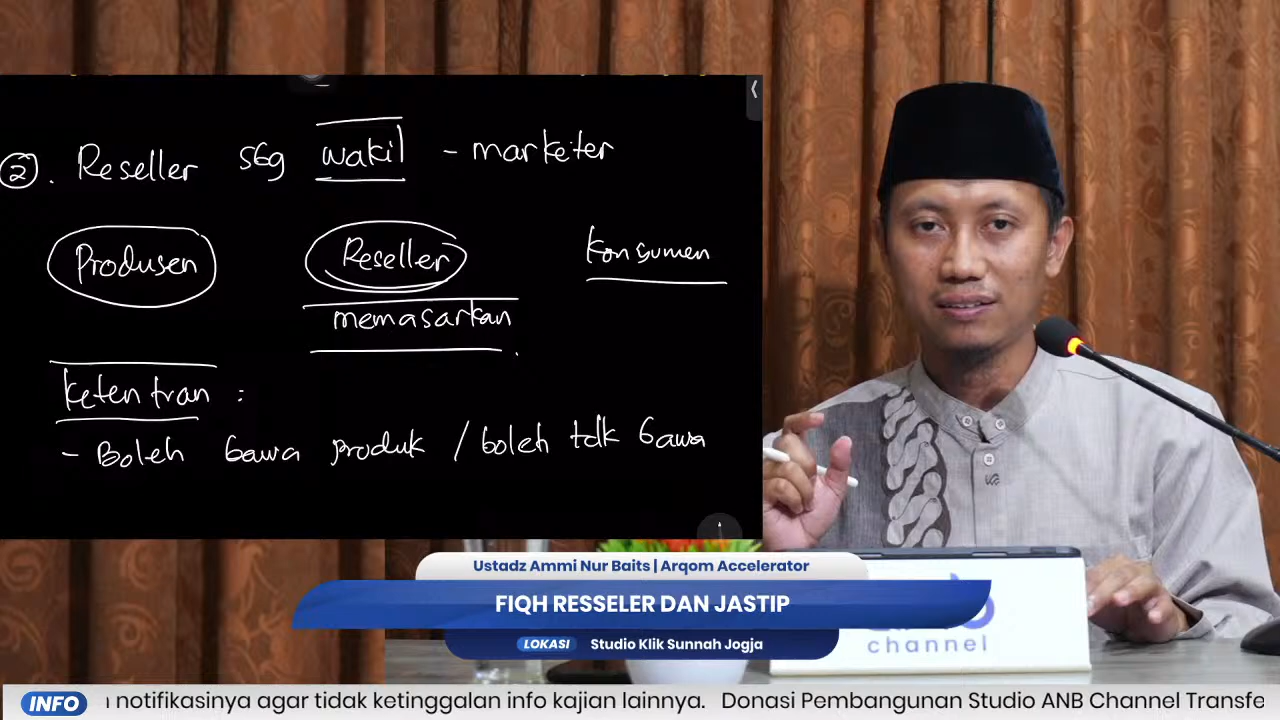 2. Reseller sbg wakil - marketer
Produsen Reseller Konsumen
memasarkan
Ketentuan :
- Boleh bawa produk / boleh tdk bawa
Ustadz Ammi Nur Baits | Arqom Accelerator
FIQH RESSELER DAN JASTIP
LOKASI Studio Klik Sunnah Jogja
channel
INFO notifikasinya agar tidak ketinggalan info kajian lainnya. Donasi Pembangunan Studio ANB Channel Transfe